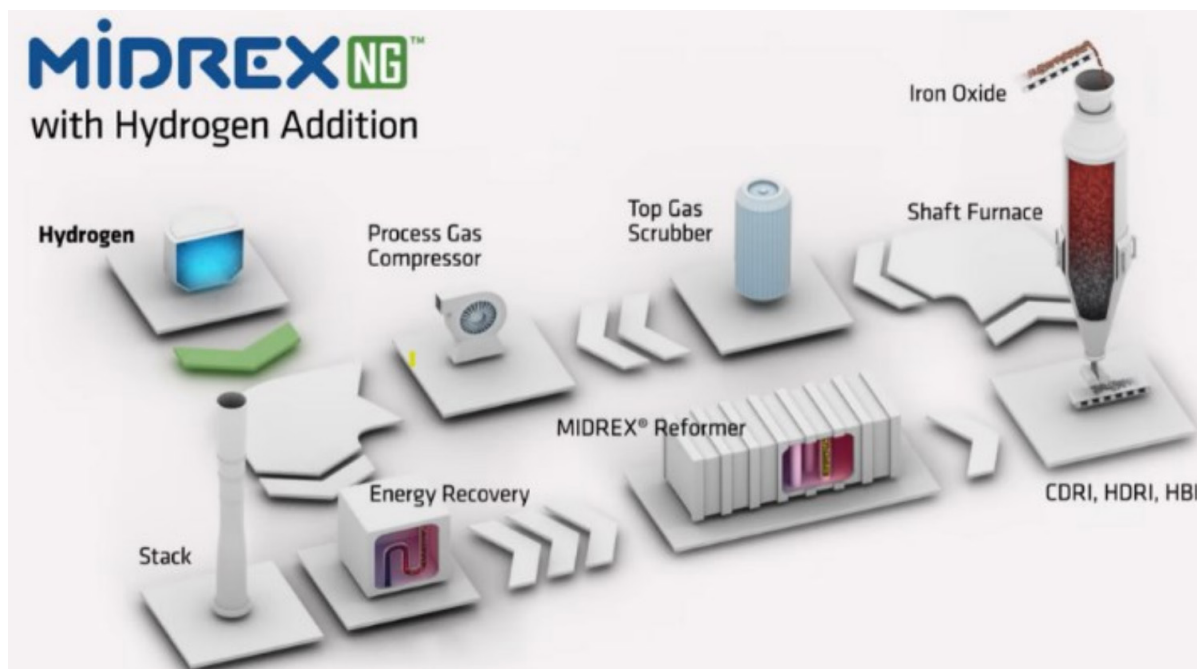 MIDREX NG™
with Hydrogen Addition
Iron Oxide
Hydrogen
Process Gas
Compressor
Top Gas
Scrubber
Shaft Furnace
MIDREX® Reformer
Energy Recovery
CDRI, HDRI, HBI
Stack